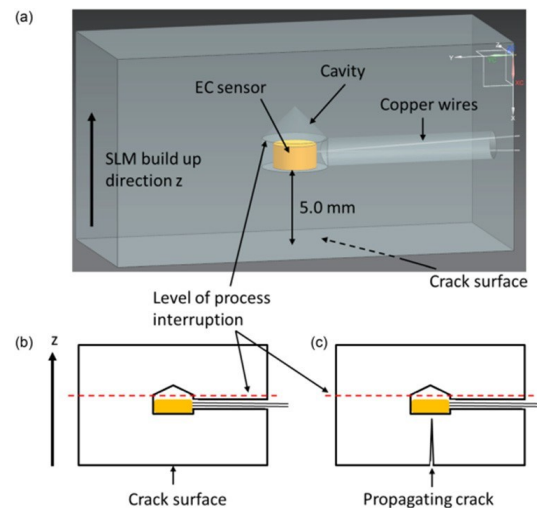 (a)
Cavity
EC sensor
Copper wires
SLM build up
direction z
5.0 mm
Crack surface
Level of process
interruption
(b)
z
(c)
Crack surface
Propagating crack